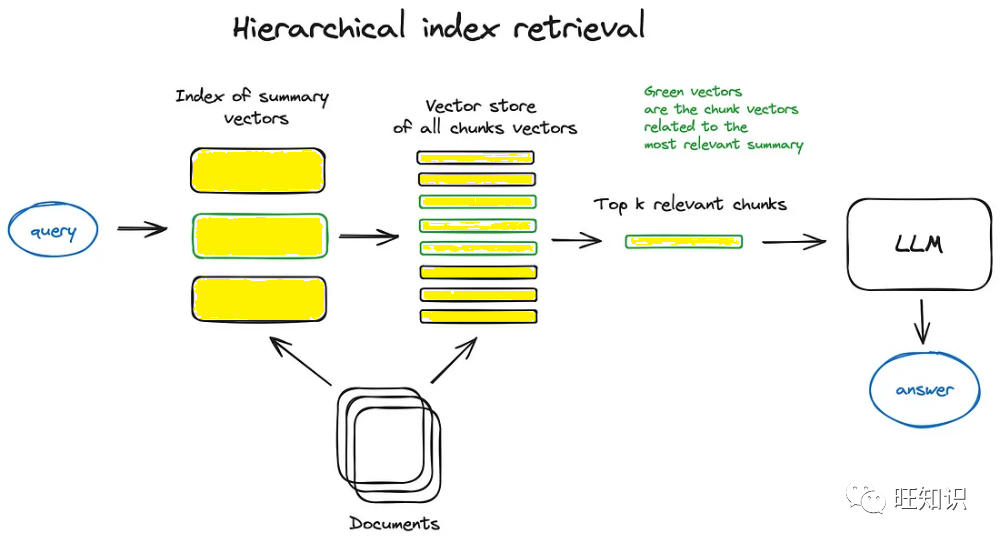 Hierarchical index retrieval
Index of summary
vectors
Vector store
of all chunks vectors
Green vectors
are the chunk vectors
related to the
most relevant summary
query
Top k relevant chunks
LLM
answer
Documents
旺知识